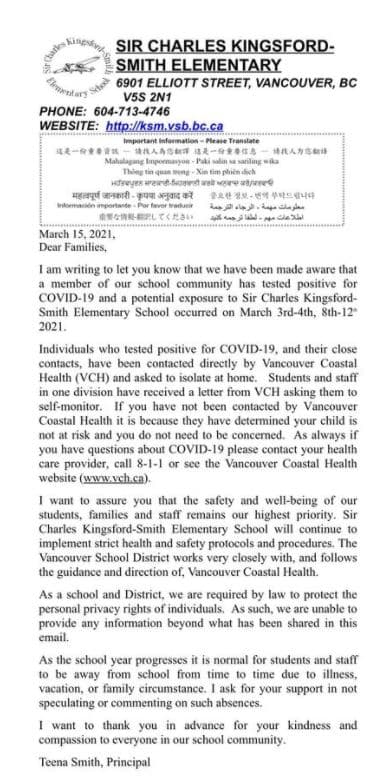 Sir Charles Kingsford-Smith
Elementary School
SIR CHARLES KINGSFORD-
SMITH ELEMENTARY
6901 ELLIOTT STREET, VANCOUVER, BC
V5S 2N1
PHONE: 604-713-4746
WEBSITE: http://ksm.vsb.bc.ca
Important Information – Please Translate
這是一份重要資訊 — 請找人為您翻譯 这是一份重要信息 — 请找人为您翻译
Mahalagang Impormasyon - Paki salin sa sariling wika
Thông tin quan trọng - Xin tìm phiên dịch
महत्वपूर्ण जानकारी - कृपया अनुवाद करें 중요한 정보 - 번역 부탁드립니다
Información importante - Por favor traducir معلومات مهمة - الرجاء الترجمة
重要な情報-翻訳してください اطلاعات مهم - لطفا ترجمه کنید
March 15, 2021,
Dear Families,
I am writing to let you know that we have been made aware that
a member of our school community has tested positive for
COVID-19 and a potential exposure to Sir Charles Kingsford-
Smith Elementary School occurred on March 3rd-4th, 8th-12th
2021.
Individuals who tested positive for COVID-19, and their close
contacts, have been contacted directly by Vancouver Coastal
Health (VCH) and asked to isolate at home. Students and staff
in one division have received a letter from VCH asking them to
self-monitor. If you have not been contacted by Vancouver
Coastal Health it is because they have determined your child is
not at risk and you do not need to be concerned. As always if
you have questions about COVID-19 please contact your health
care provider, call 8-1-1 or see the Vancouver Coastal Health
website (www.vch.ca).
I want to assure you that the safety and well-being of our
students, families and staff remains our highest priority. Sir
Charles Kingsford-Smith Elementary School will continue to
implement strict health and safety protocols and procedures. The
Vancouver School District works very closely with, and follows
the guidance and direction of, Vancouver Coastal Health.
As a school and District, we are required by law to protect the
personal privacy rights of individuals. As such, we are unable to
provide any information beyond what has been shared in this
email.
As the school year progresses it is normal for students and staff
to be away from school from time to time due to illness,
vacation, or family circumstance. I ask for your support in not
speculating or commenting on such absences.
I want to thank you in advance for your kindness and
compassion to everyone in our school community.
Teena Smith, Principal